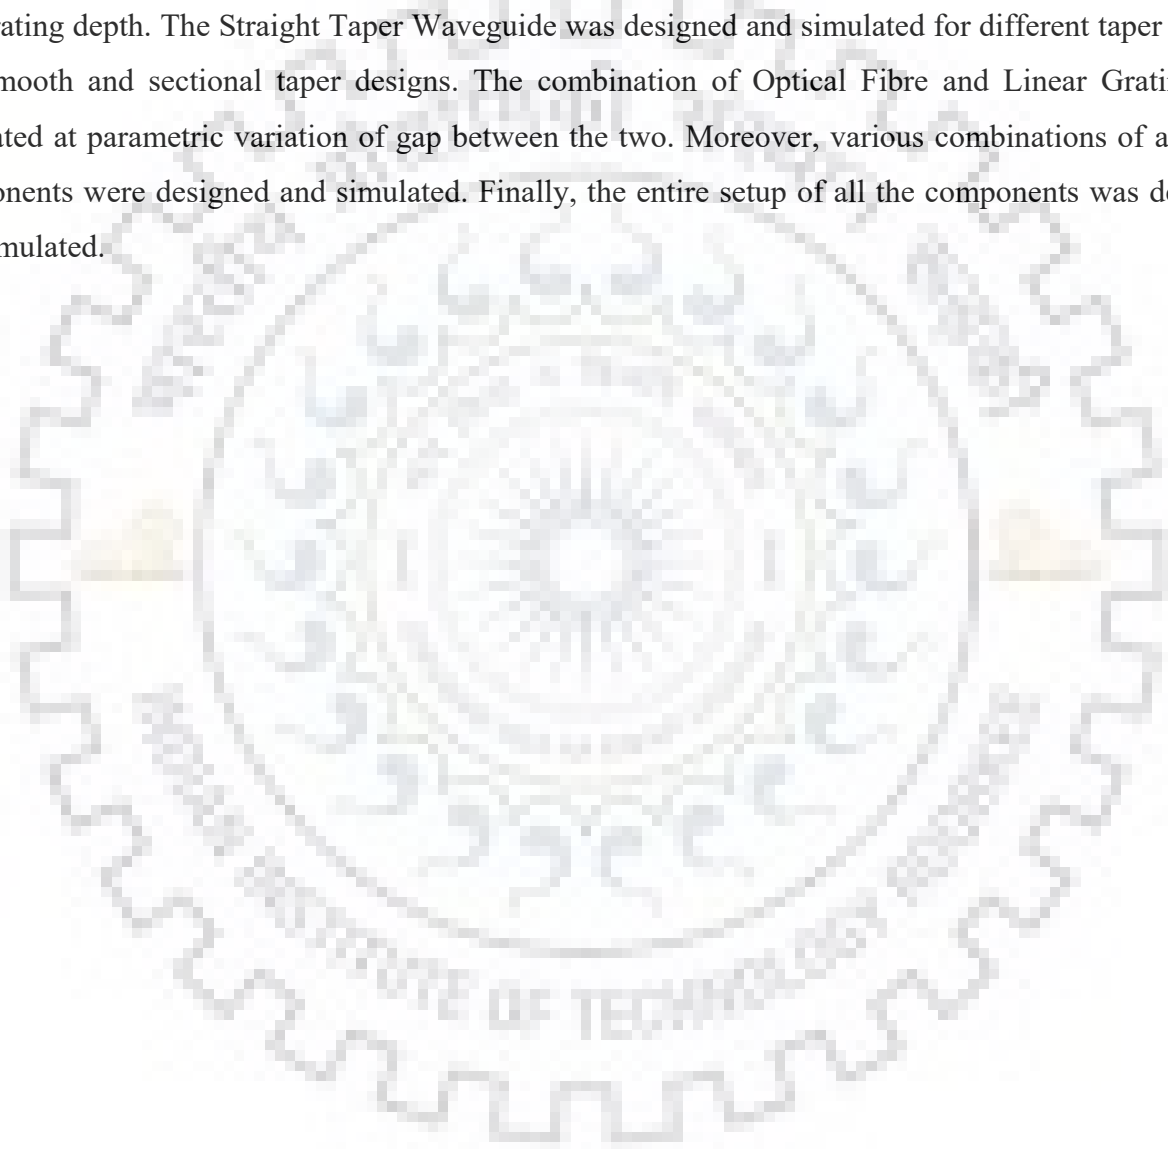 rating depth. The Straight Taper Waveguide was designed and simulated for different taper
mooth and sectional taper designs. The combination of Optical Fibre and Linear Grati
ated at parametric variation of gap between the two. Moreover, various combinations of a
onents were designed and simulated. Finally, the entire setup of all the components was de
mulated.
INSTITUTE OF TECHNOLOGY